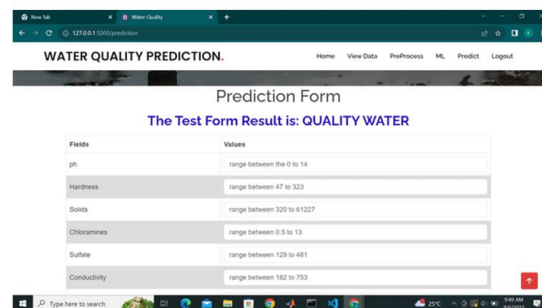 New Tab
Water Quality
127.0.0.1:5000/prediction
WATER QUALITY PREDICTION.
Home View Data PreProcess ML Predict Logout
Prediction Form
The Test Form Result is: QUALITY WATER
Fields Values
ph range between the 0 to 14
Hardness range between 47 to 323
Solids range between 320 to 61227
Chloramines range between 0.5 to 13
Sulfate range between 129 to 481
Conductivity range between 182 to 753
Type here to search
25°C
9:49 AM